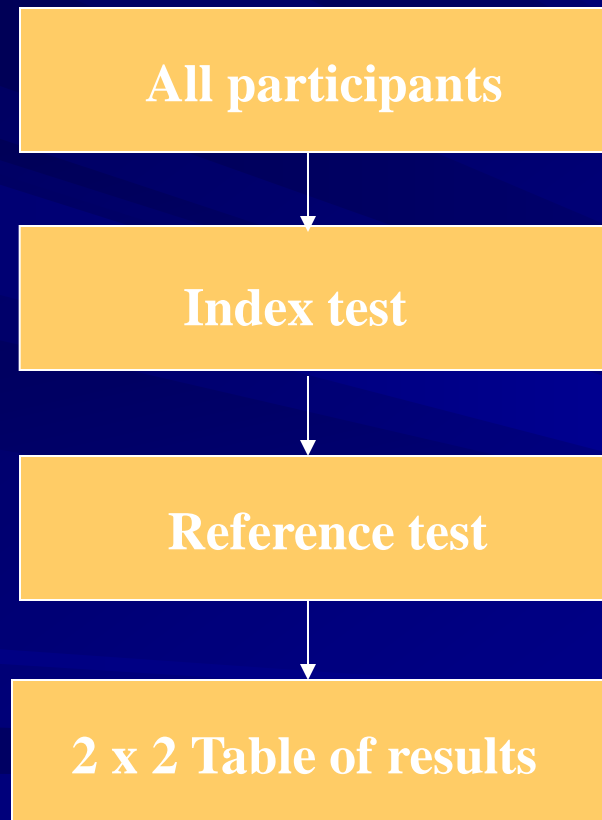 All participants
Index test
Reference test
2 x 2 Table of results